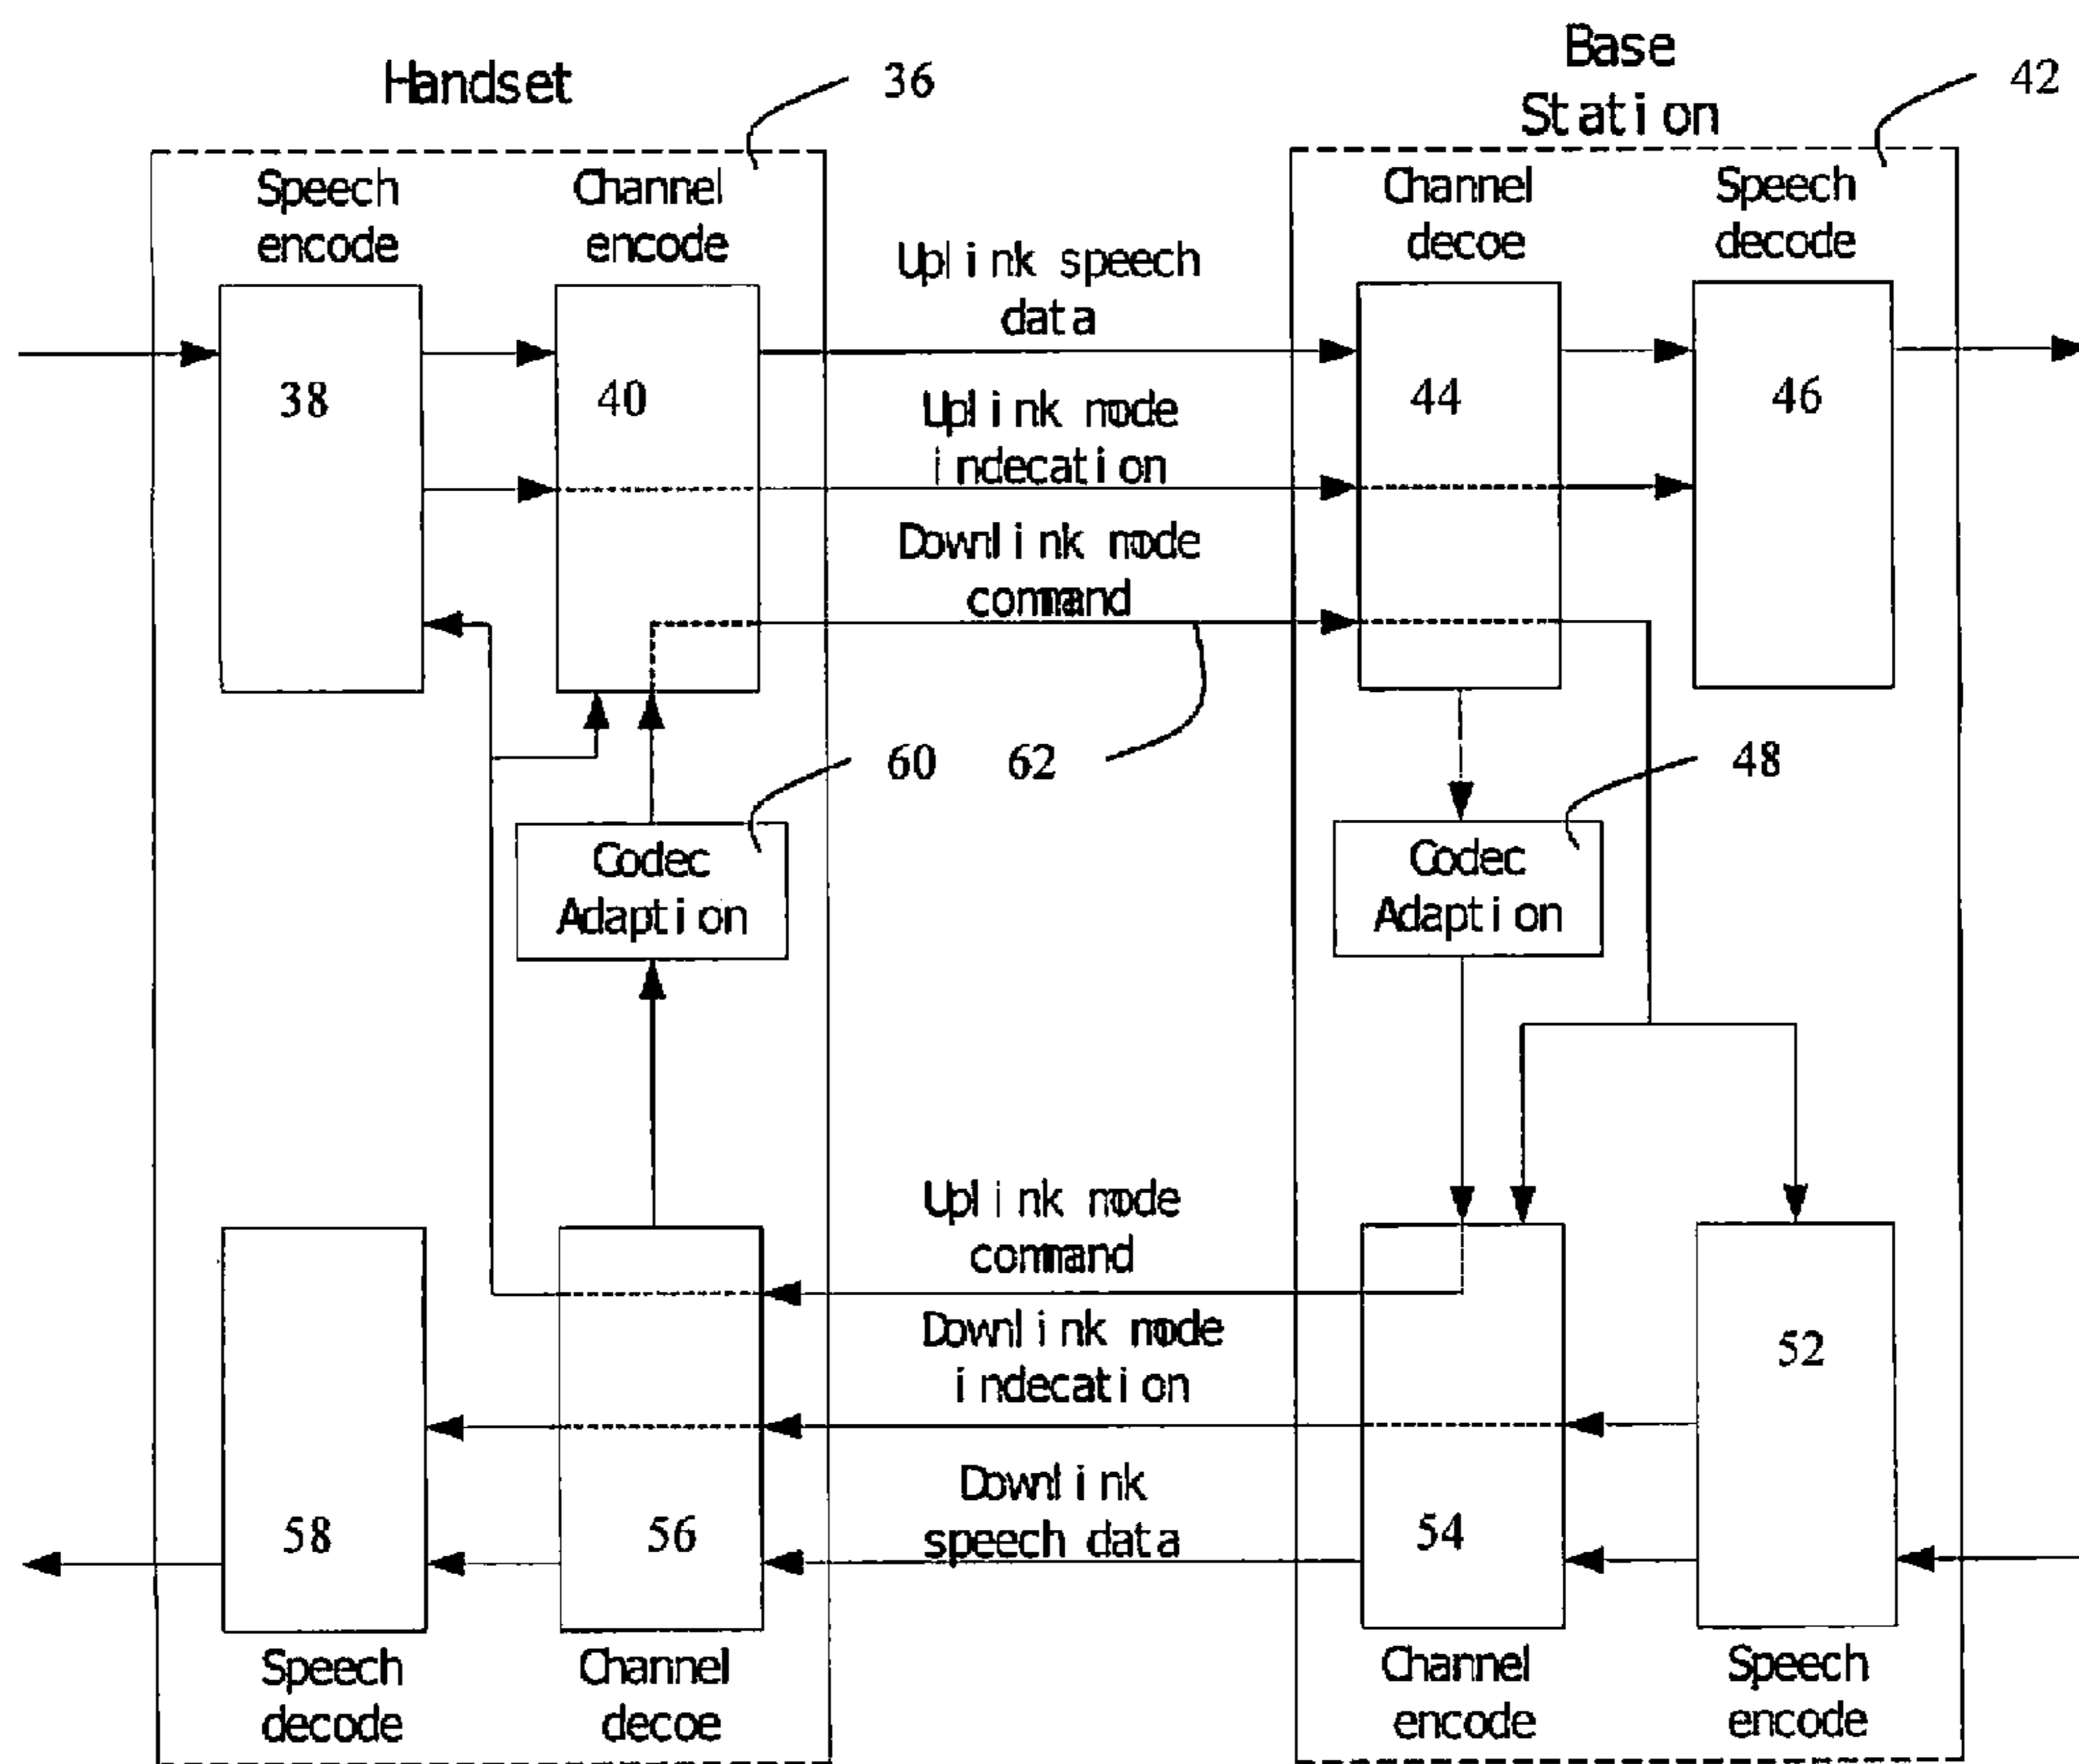 Handset
36
Base
Station
42
Speech
encode
Channel
encode
Channel
decoe
Speech
decode
Uplink speech
data
38
40
44
46
Uplink mode
indecation
Downlink mode
command
60
62
48
Codec
Adaption
Codec
Adaption
Uplink mode
command
Downlink mode
indecation
52
Downlink
speech data
58
56
54
Speech
decode
Channel
decoe
Channel
encode
Speech
encode